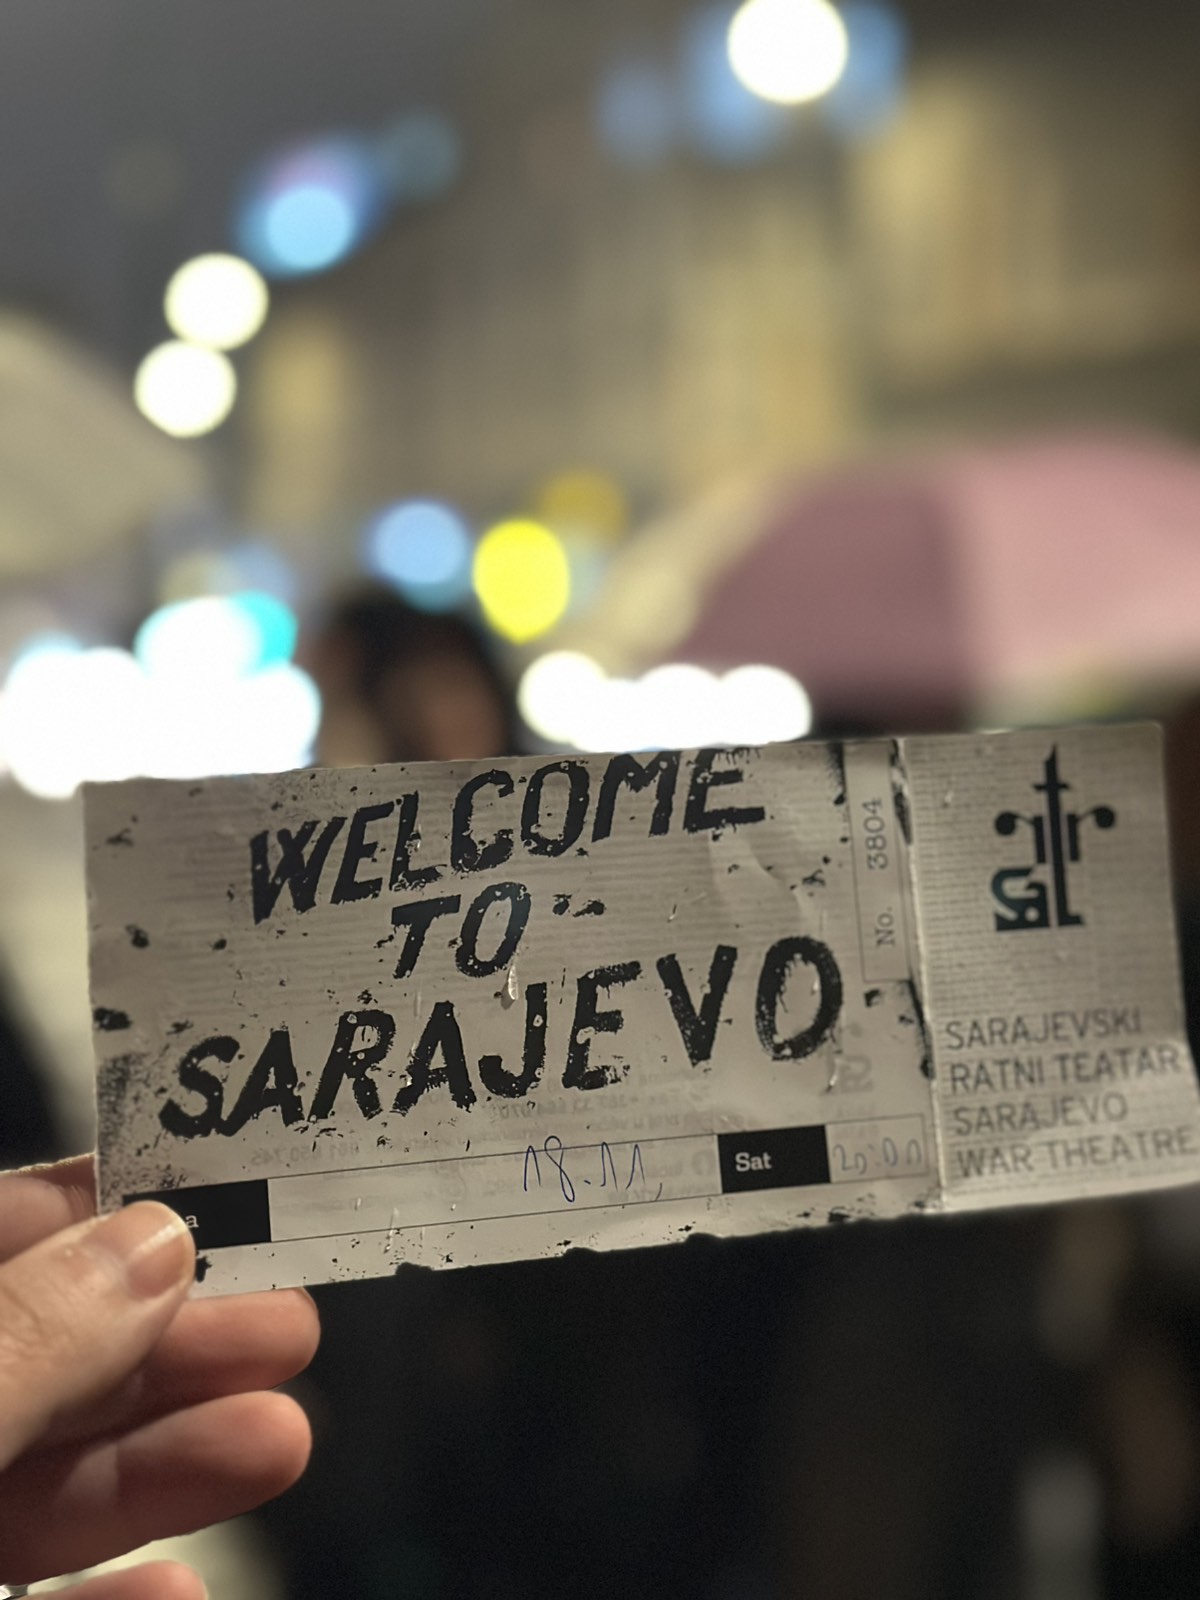 WELCOME
TO
SARAJEVO
18.11.
Sat
20:00
No. 3804
SARAJEVSKI
RATNI TEATAR
SARAJEVO
WAR THEATRE